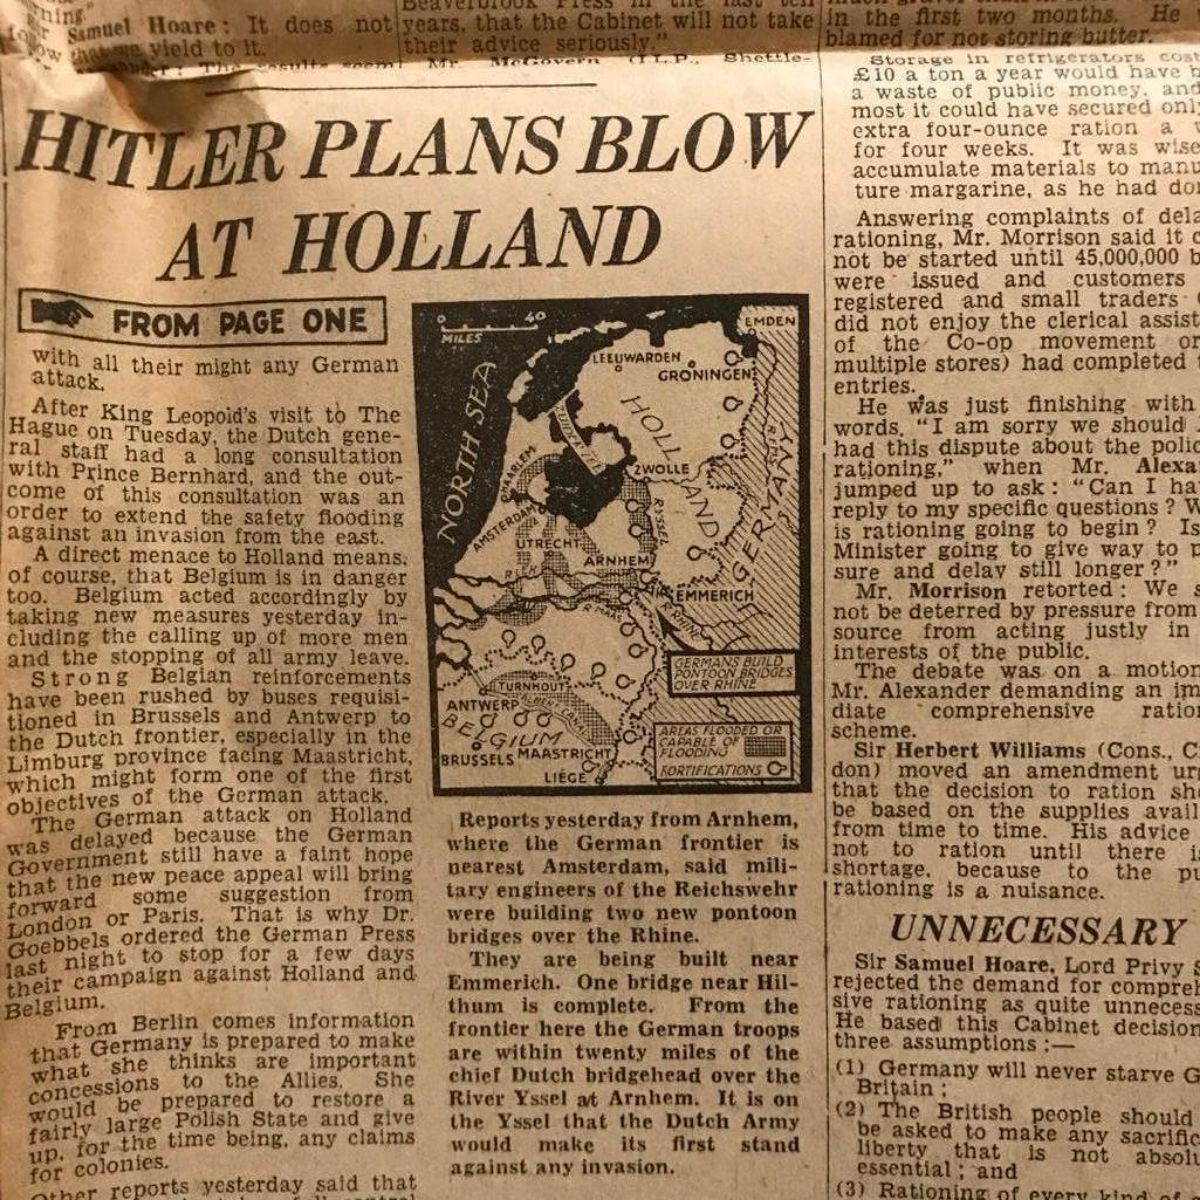 for Samuel Hoare: It does not
how that we yield to it.
The results seem
Beaverbrook Press in the last ten
years, that the Cabinet will not take
their advice seriously."
Mr. McGovern (I.L.P., Shettle-
in the first two months. He
blamed for not storing butter.
HITLER PLANS BLOW
AT HOLLAND
FROM PAGE ONE
with all their might any German
attack.
After King Leopold's visit to The
Hague on Tuesday, the Dutch gene-
ral staff had a long consultation
with Prince Bernhard, and the out-
come of this consultation was an
order to extend the safety flooding
against an invasion from the east.
A direct menace to Holland means,
of course, that Belgium is in danger
too. Belgium acted accordingly by
taking new measures yesterday in-
cluding the calling up of more men
and the stopping of all army leave.
Strong Belgian reinforcements
have been rushed by buses requisi-
tioned in Brussels and Antwerp to
the Dutch frontier, especially in the
Limburg province facing Maastricht,
which might form one of the first
objectives of the German attack.
The German attack on Holland
was delayed because the German
Government still have a faint hope
that the new peace appeal will bring
forward some suggestion from
London or Paris. That is why Dr.
Goebbels ordered the German Press
last night to stop for a few days
their campaign against Holland and
Belgium.
From Berlin comes information
that Germany is prepared to make
what she thinks are important
concessions to the Allies. She
would be prepared to restore a
fairly large Polish State and give
up, for the time being, any claims
for colonies.
Other reports yesterday said that
0 40
MILES
NORTH SEA
EMDEN
LEEUWARDEN
GRONINGEN
HOLLAND
ZUIDERZEE
ZWOLLE
HAARLEM
AMSTERDAM
UTRECHT
YSSEL
ARNHEM
GERMANY
EMMERICH
R. RHINE
GERMANS BUILD
PONTOON BRIDGES
OVER RHINE
TURNHOUT
ANTWERP
ALBERT CANAL
BELGIUM
BRUSSELS
MAASTRICHT
LIEGE
AREAS FLOODED OR
CAPABLE OF
FLOODING
FORTIFICATIONS
Reports yesterday from Arnhem,
where the German frontier is
nearest Amsterdam, said mili-
tary engineers of the Reichswehr
were building two new pontoon
bridges over the Rhine.
They are being built near
Emmerich. One bridge near Hil-
thum is complete. From the
frontier here the German troops
are within twenty miles of the
chief Dutch bridgehead over the
River Yssel at Arnhem. It is on
the Yssel that the Dutch Army
would make its first stand
against any invasion.
Storage in refrigerators cost
£10 a ton a year would have
a waste of public money, and
most it could have secured
extra four-ounce ration a
for four weeks. It was wise
accumulate materials to
ture margarine, as he had
Answering complaints of
rationing, Mr. Morrison said it
not be started until 45,000,000
were issued and customers
registered and small traders
did not enjoy the clerical
of the Co-op movement or
multiple stores) had completed
entries.
He was just finishing with
words, "I am sorry we should
had this dispute about the
rationing," when Mr.
jumped up to ask: "Can I
reply to my specific questions?
is rationing going to begin? Is
Minister going to give way to
sure and delay still longer?"
Mr. Morrison retorted: We
not be deterred by pressure from
source from acting justly in
interests of the public.
The debate was on a motion
Mr. Alexander demanding an
diate comprehensive
scheme.
Sir Herbert Williams (Cons.,
don) moved an amendment
that the decision to ration
be based on the supplies
from time to time. His advice
not to ration until there
shortage, because to the
rationing is a nuisance.
UNNECESSARY
Sir Samuel Hoare, Lord Privy
rejected the demand for
sive rationing as quite
He based this Cabinet decision
three assumptions:—
(1) Germany will never starve
Britain;
(2) The British people should
be asked to make any
liberty that is not
essential; and
(3) Rationing of every kind of